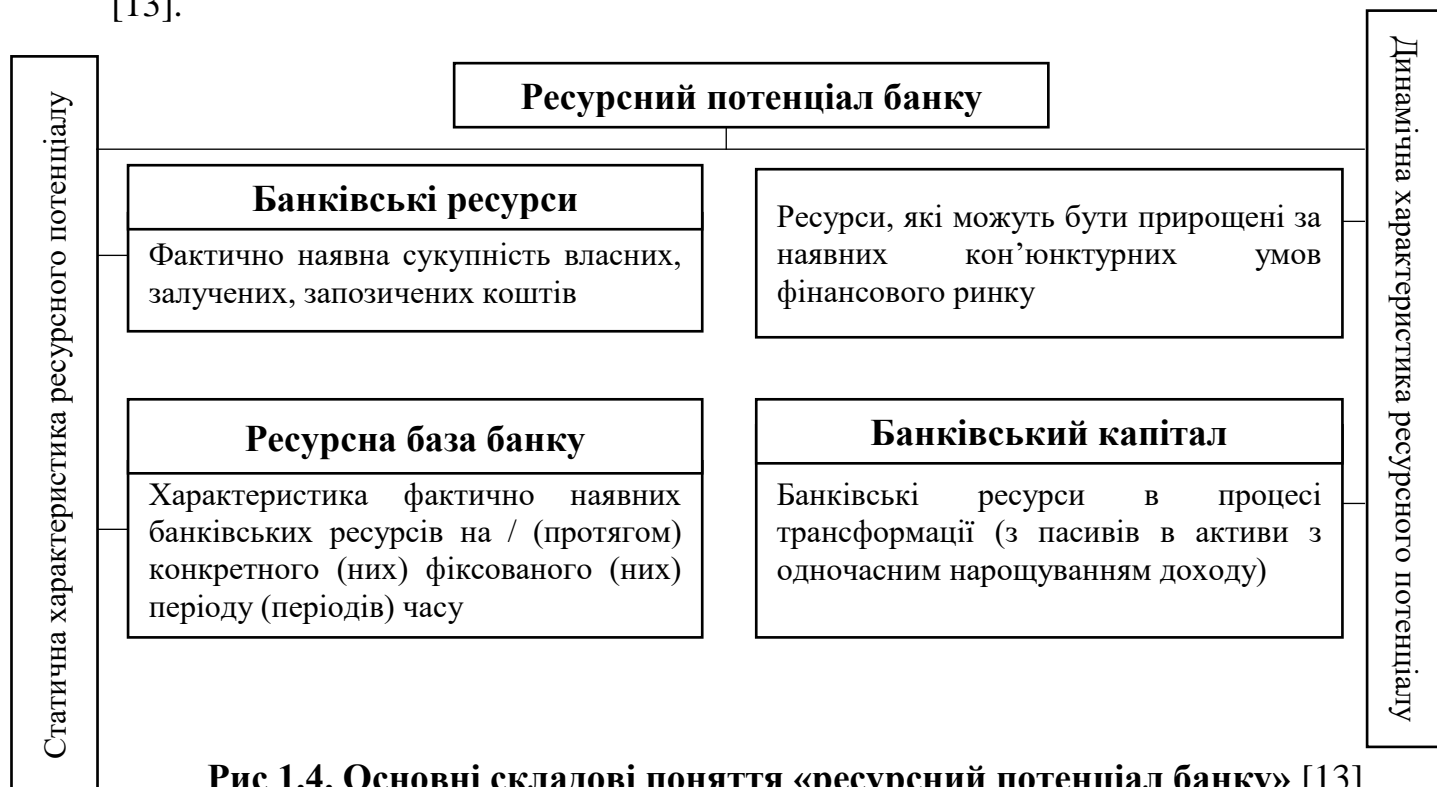 [13].
Ресурсний потенціал банку
Статична характеристика ресурсного потенціалу
Банківські ресурси
Фактично наявна сукупність власних,
залучених, запозичених коштів
Ресурси, які можуть бути прирощені за
наявних кон’юнктурних умов
фінансового ринку
Ресурсна база банку
Характеристика фактично наявних
банківських ресурсів на / (протягом)
конкретного (них) фіксованого (них)
періоду (періодів) часу
Банківський капітал
Банківські ресурси в процесі
трансформації (з пасивів в активи з
одночасним нарощуванням доходу)
Динамічна характеристика ресурсного потенціалу
Рис 1.4. Основні складові поняття «ресурсний потенціал банку» [13]